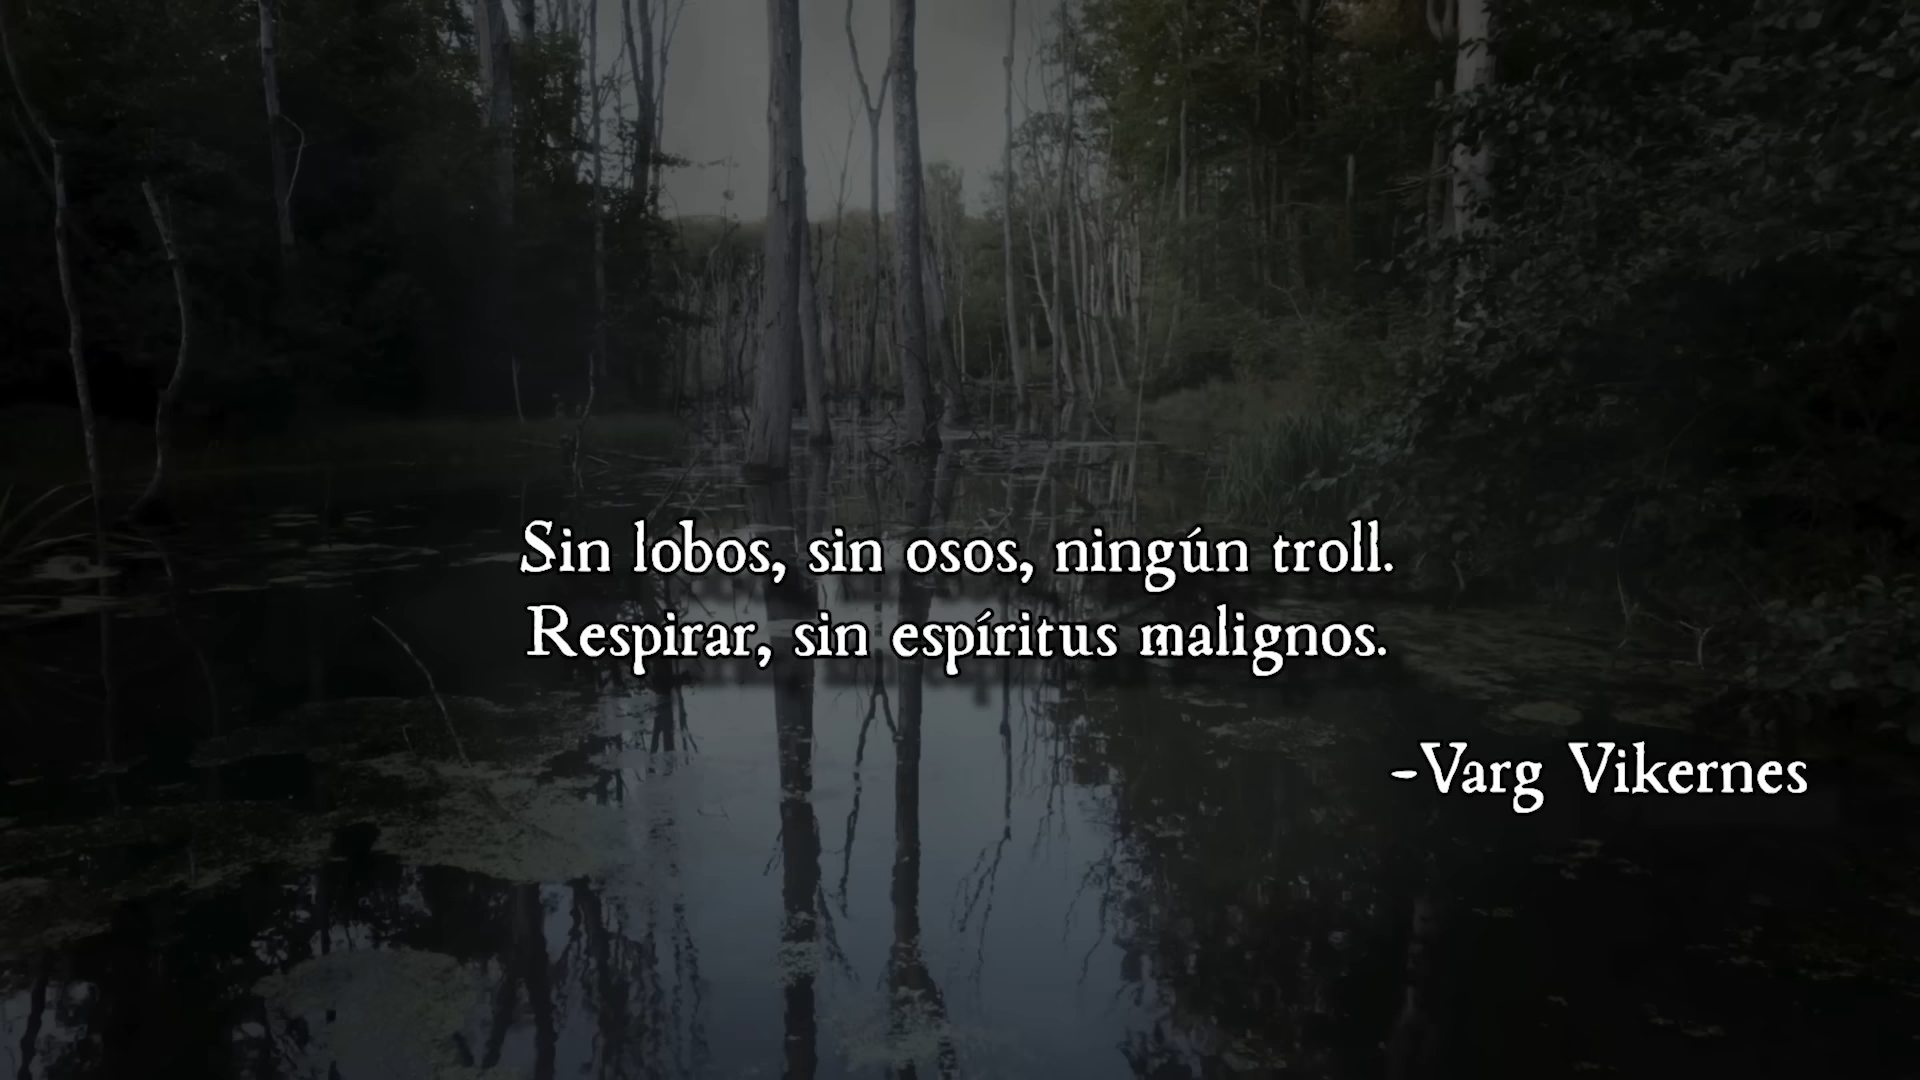 Sin lobos, sin osos, ningún troll.
Respirar, sin espíritus malignos.
-Varg Vikernes